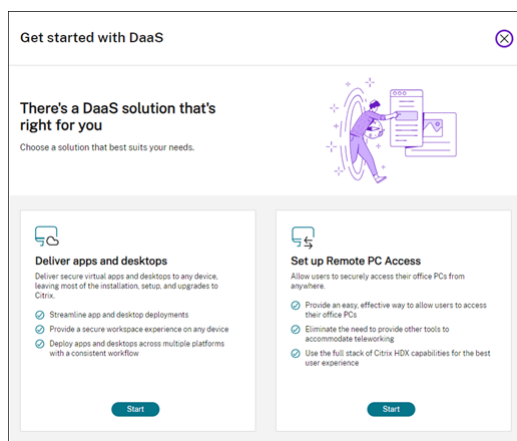 Get started with DaaS
There's a DaaS solution that's
right for you
Choose a solution that best suits your needs.
Deliver apps and desktops
Deliver secure virtual apps and desktops to any device,
leaving most of the installation, setup, and upgrades to
Citrix.
Streamline app and desktop deployments
Provide a secure workspace experience on any device
Deploy apps and desktops across multiple platforms
with a consistent workflow
Start
Set up Remote PC Access
Allow users to securely access their office PCs from
anywhere.
Provide an easy, effective way to allow users to access
their office PCs
Eliminate the need to provide other tools to
accommodate teleworking
Use the full stack of Citrix HDX capabilities for the best
user experience
Start